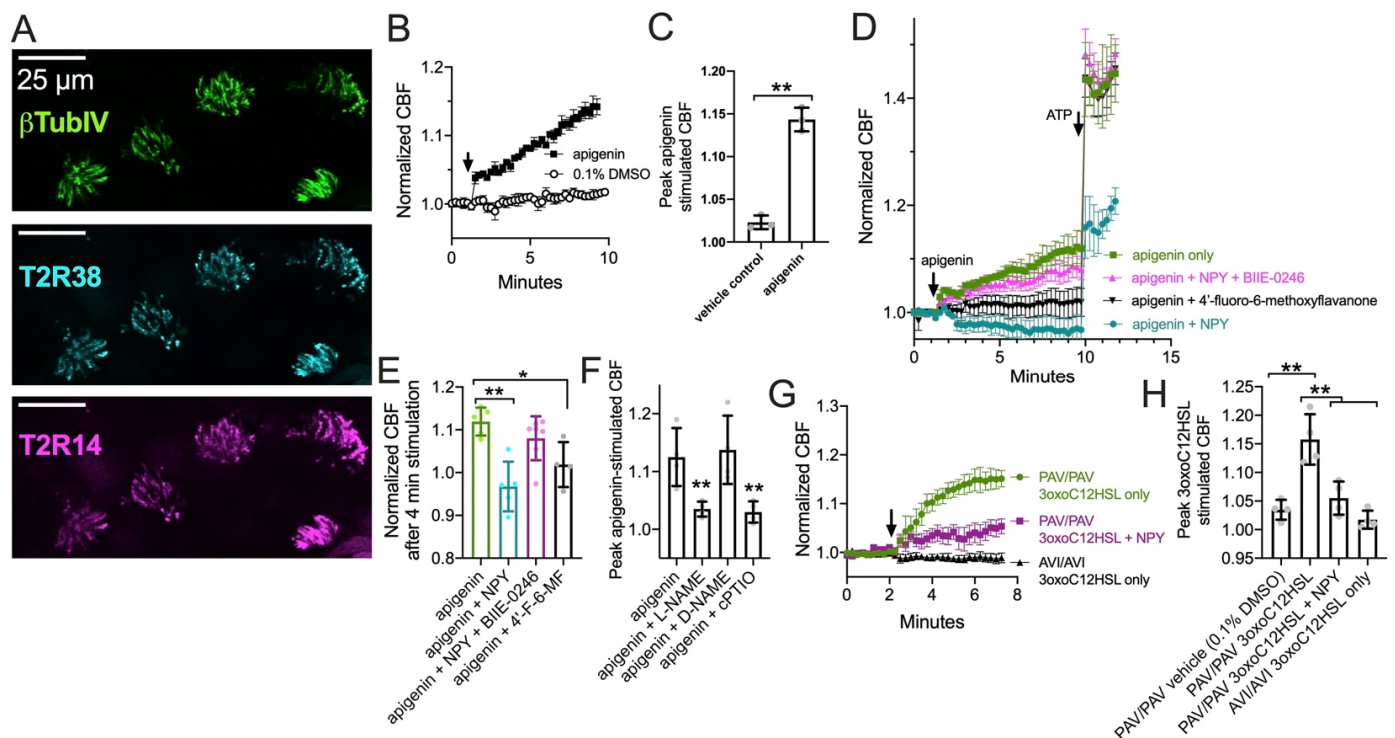 A
25 µm
βTubIV
T2R38
T2R14
B
Normalized CBF
1.2
1.1
1.0
apigenin
0.1% DMSO
0
5
10
Minutes
C
Peak apigenin
stimulated CBF
1.20
1.15
1.10
1.05
1.00
**
vehicle control
apigenin
D
Normalized CBF
1.4
1.2
1.0
ATP
apigenin
apigenin only
apigenin + NPY + BIIE-0246
apigenin + 4'-fluoro-6-methoxyflavanone
apigenin + NPY
0
5
10
15
Minutes
E
Normalized CBF
after 4 min stimulation
1.2
1.1
1.0
0.9
0.8
*
**
apigenin
apigenin + NPY
apigenin + NPY + BIIE-0246
apigenin + 4'-F-6-MF
F
Peak apigenin-stimulated CBF
1.2
1.1
1.0
**
**
apigenin
apigenin + L-NAME
apigenin + D-NAME
apigenin + cPTIO
G
Normalized CBF
1.3
1.2
1.1
1.0
PAV/PAV
3oxoC12HSL only
PAV/PAV
3oxoC12HSL + NPY
AVI/AVI
3oxoC12HSL only
0
2
4
6
8
Minutes
H
Peak 3oxoC12HSL
stimulated CBF
1.25
1.20
1.15
1.10
1.05
1.00
0.95
**
**
PAV/PAV vehicle (0.1% DMSO)
PAV/PAV 3oxoC12HSL
PAV/PAV 3oxoC12HSL + NPY
AVI/AVI 3oxoC12HSL only